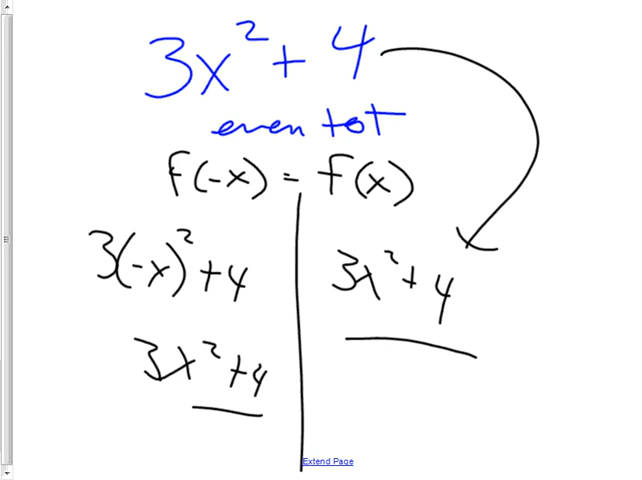 3x² + 4
even tot
f(-x) = f(x)
3(-x)² + 4
3x² + 4
3x² + 4
Extend Page